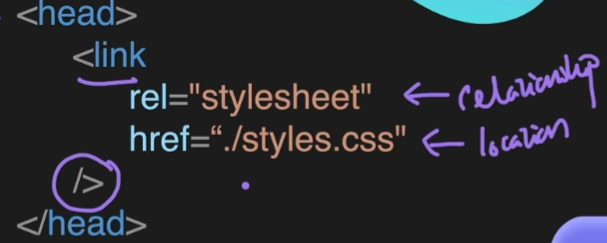 <head>
<link
rel="stylesheet" ← relationship
href=“./styles.css" ← location
/>
</head>